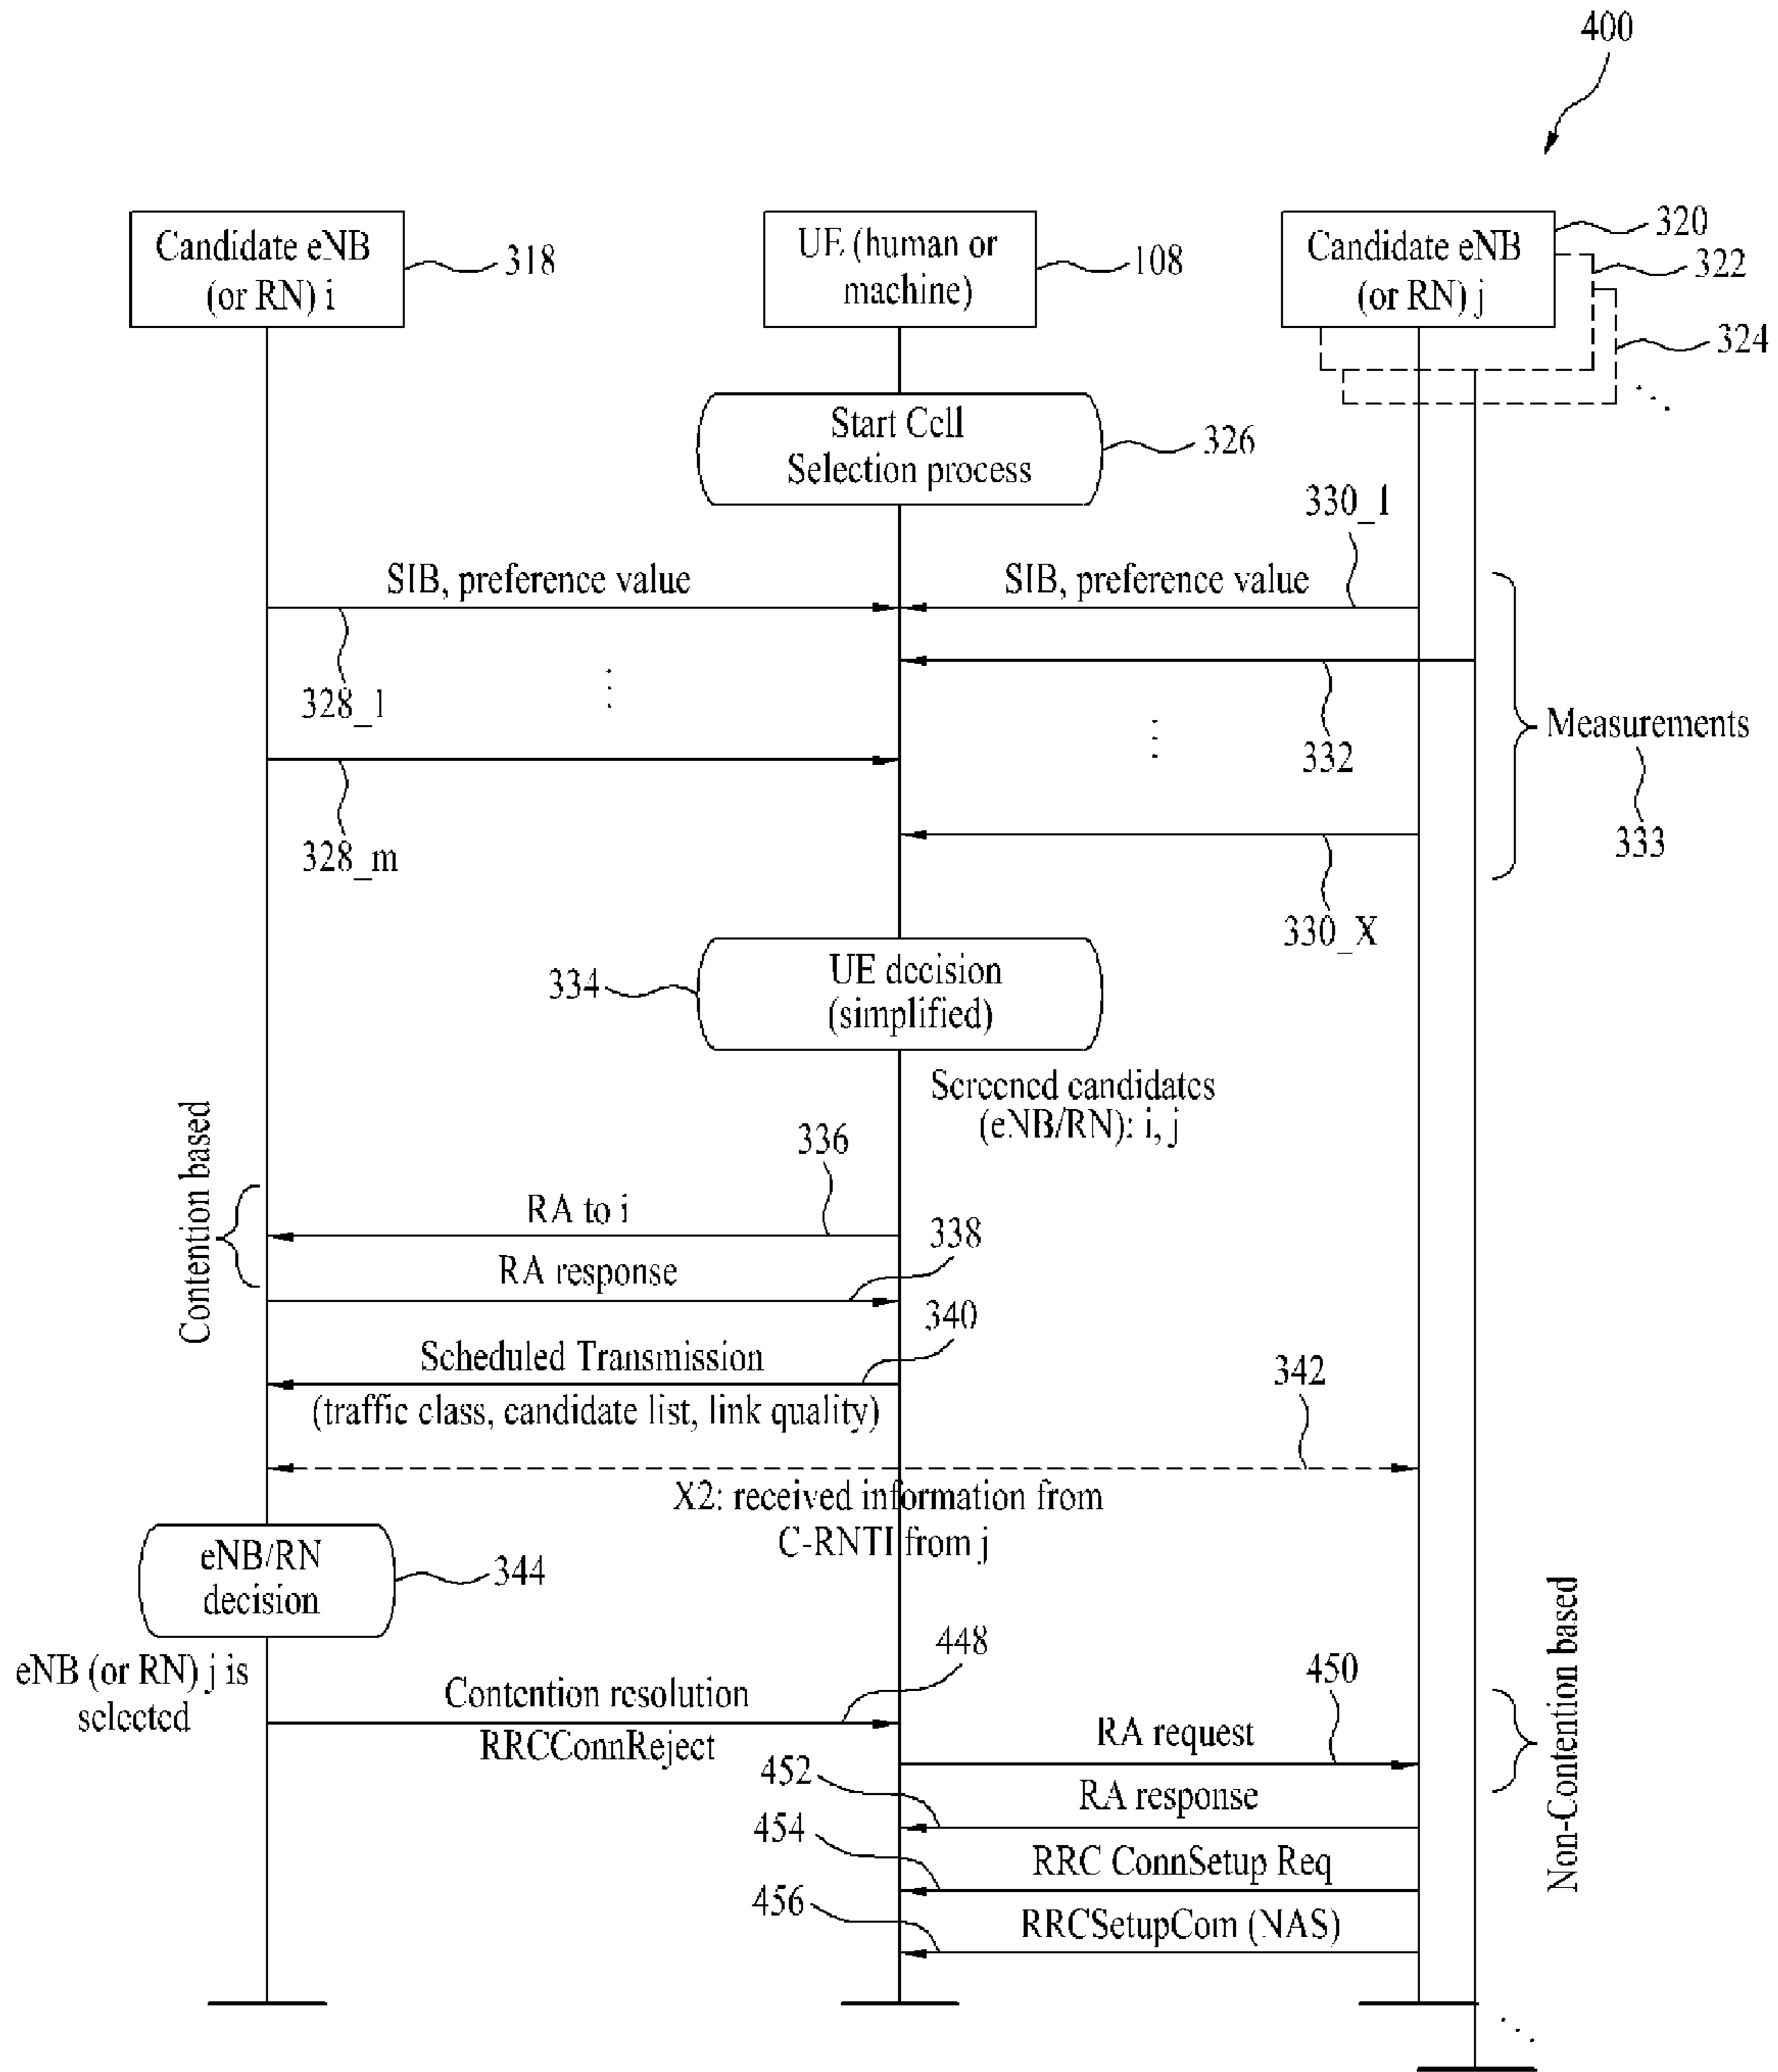 400
Candidate eNB
(or RN) i
318
UE (human or
machine)
108
Candidate eNB
(or RN) j
320
322
324
Start Cell
Selection process
326
330_1
SIB, preference value
SIB, preference value
328_1
332
Measurements
333
328_m
330_X
334
UE decision
(simplified)
Screened candidates
(eNB/RN): i, j
Contention based
336
RA to i
338
RA response
340
Scheduled Transmission
(traffic class, candidate list, link quality)
342
X2: received information from
C-RNTI from j
eNB/RN
decision
344
eNB (or RN) j is
selected
448
Contention resolution
RRCConnReject
450
RA request
Non-Contention based
452
RA response
454
RRC ConnSetup Req
456
RRCSetupCom (NAS)